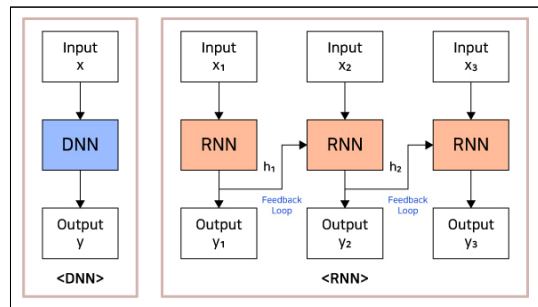 Input
x
DNN
Output
y
<DNN>
Input
x₁
Input
x₂
Input
x₃
RNN
RNN
RNN
h₁
h₂
Feedback
Loop
Feedback
Loop
Output
y₁
Output
y₂
Output
y₃
<RNN>